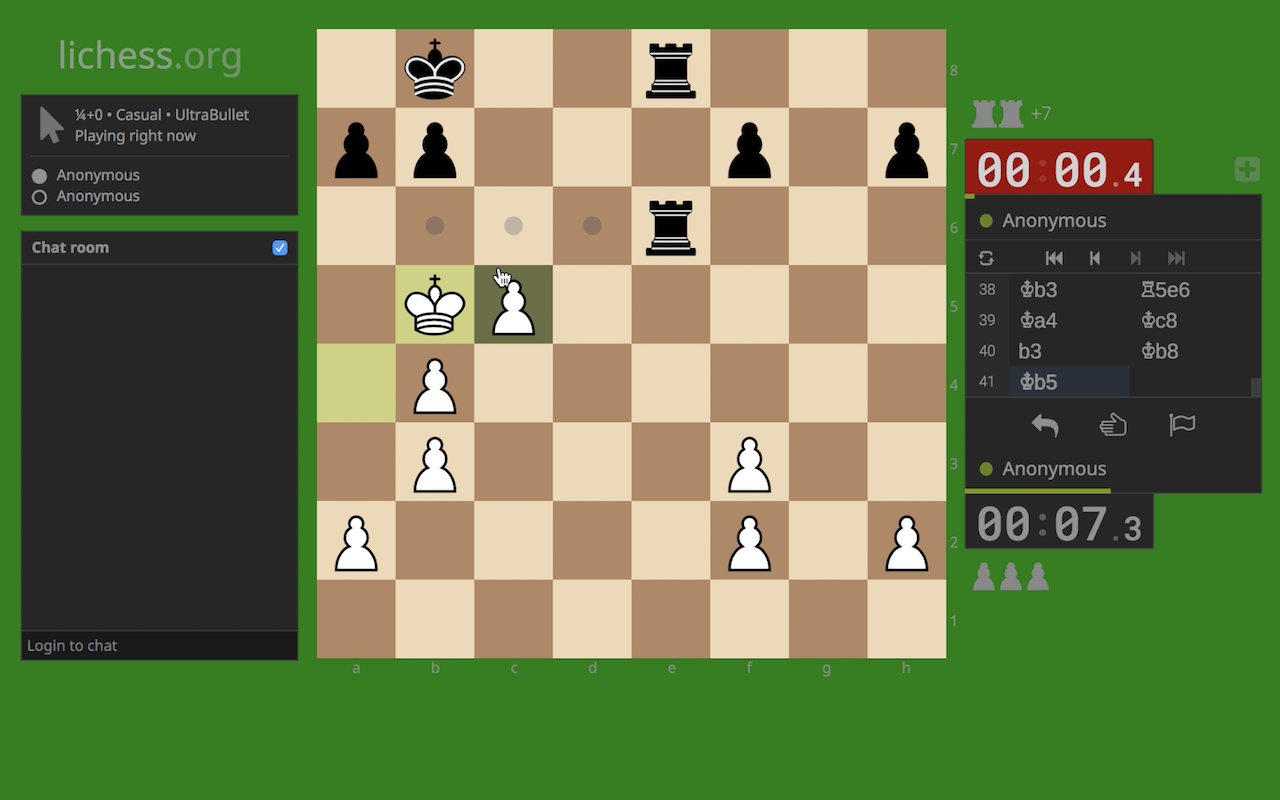 lichess.org
¼+0 • Casual • UltraBullet
Playing right now
Anonymous
Anonymous
Chat room
Login to chat
8
7
6
5
4
3
2
1
a b c d e f g h
+7
00:00.4
Anonymous
38 ♔b3 ♖5e6
39 ♔a4 ♔c8
40 b3 ♔b8
41 ♔b5
Anonymous
00:07.3